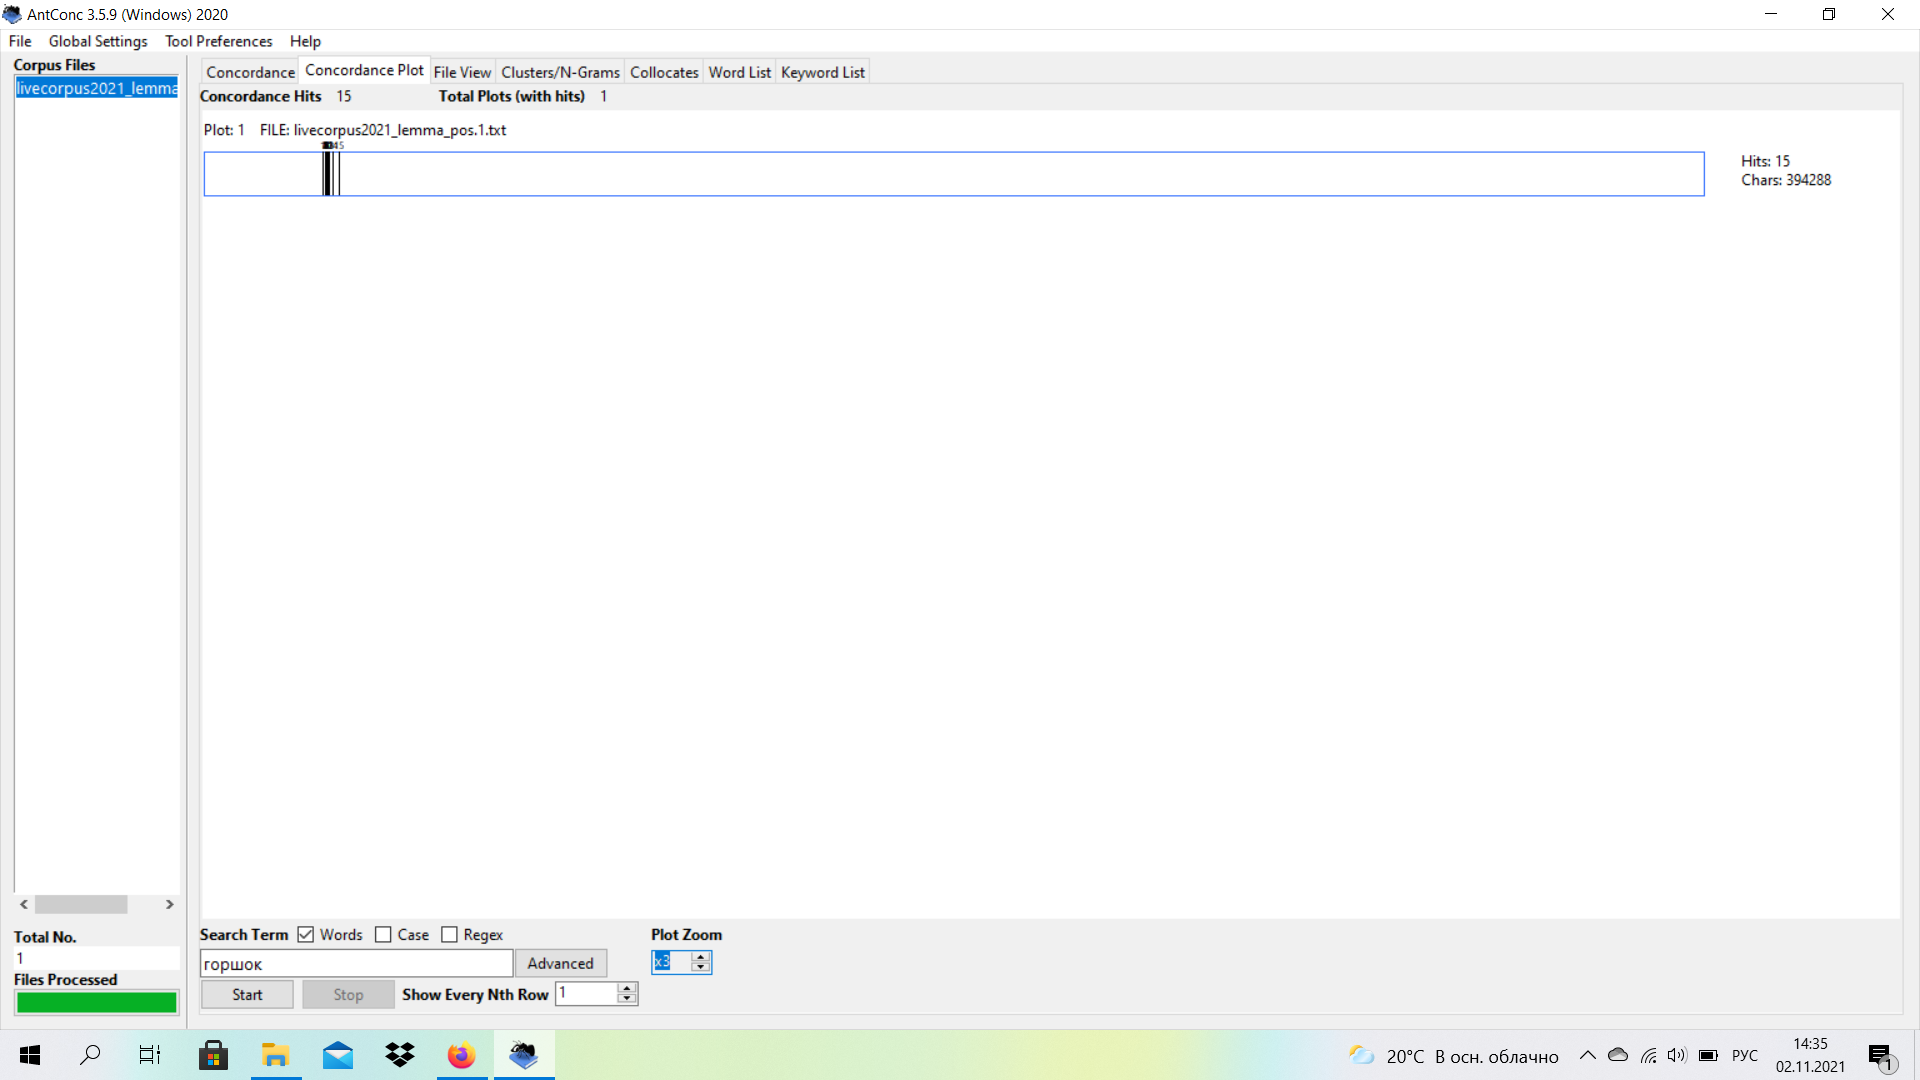 AntConc 3.5.9 (Windows) 2020
File Global Settings Tool Preferences Help
Corpus Files
livecorpus2021_lemma
Concordance Concordance Plot File View Clusters/N-Grams Collocates Word List Keyword List
Concordance Hits 15 Total Plots (with hits) 1
Plot: 1 FILE: livecorpus2021_lemma_pos.1.txt
Hits: 15
Chars: 394288
Total No.
1
Files Processed
Search Term Words Case Regex
горшок Advanced
Start Stop Show Every Nth Row 1
Plot Zoom
x3
20°C В осн. облачно
РУС
14:35
02.11.2021
1